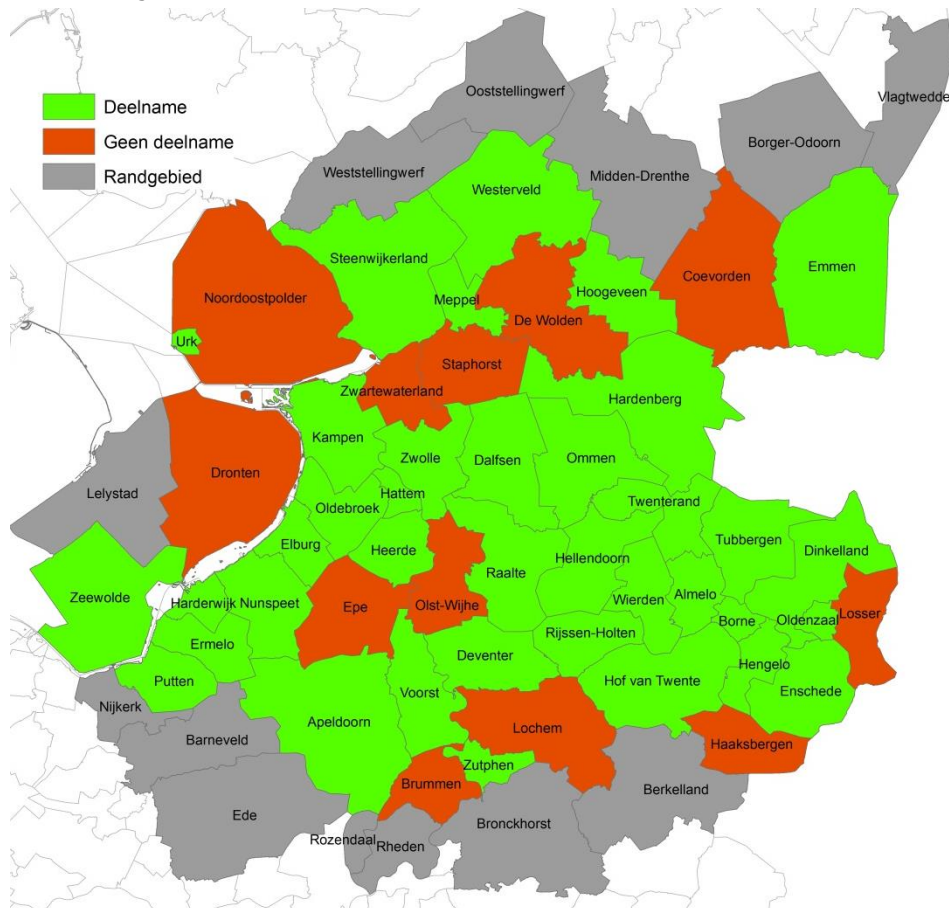 Deelname
Geen deelname
Randgebied
Ooststellingwerf
Vlagtwedde
Borger-Odoorn
Weststellingwerf
Midden-Drenthe
Westerveld
Steenwijkerland
Emmen
Coevorden
Noordoostpolder
Meppel
Hoogeveen
De Wolden
Urk
Staphorst
Zwartewaterland
Hardenberg
Kampen
Zwolle
Dalfsen
Ommen
Dronten
Lelystad
Hattem
Twenterand
Oldebroek
Tubbergen
Dinkelland
Elburg
Heerde
Hellendoorn
Raalte
Zeewolde
Harderwijk
Nunspeet
Epe
Olst-Wijhe
Wierden
Almelo
Losser
Borne
Oldenzaal
Ermelo
Rijssen-Holten
Deventer
Hengelo
Putten
Voorst
Hof van Twente
Enschede
Nijkerk
Apeldoorn
Lochem
Barneveld
Haaksbergen
Zutphen
Brummen
Berkelland
Ede
Bronckhorst
Rozendaal
Rheden